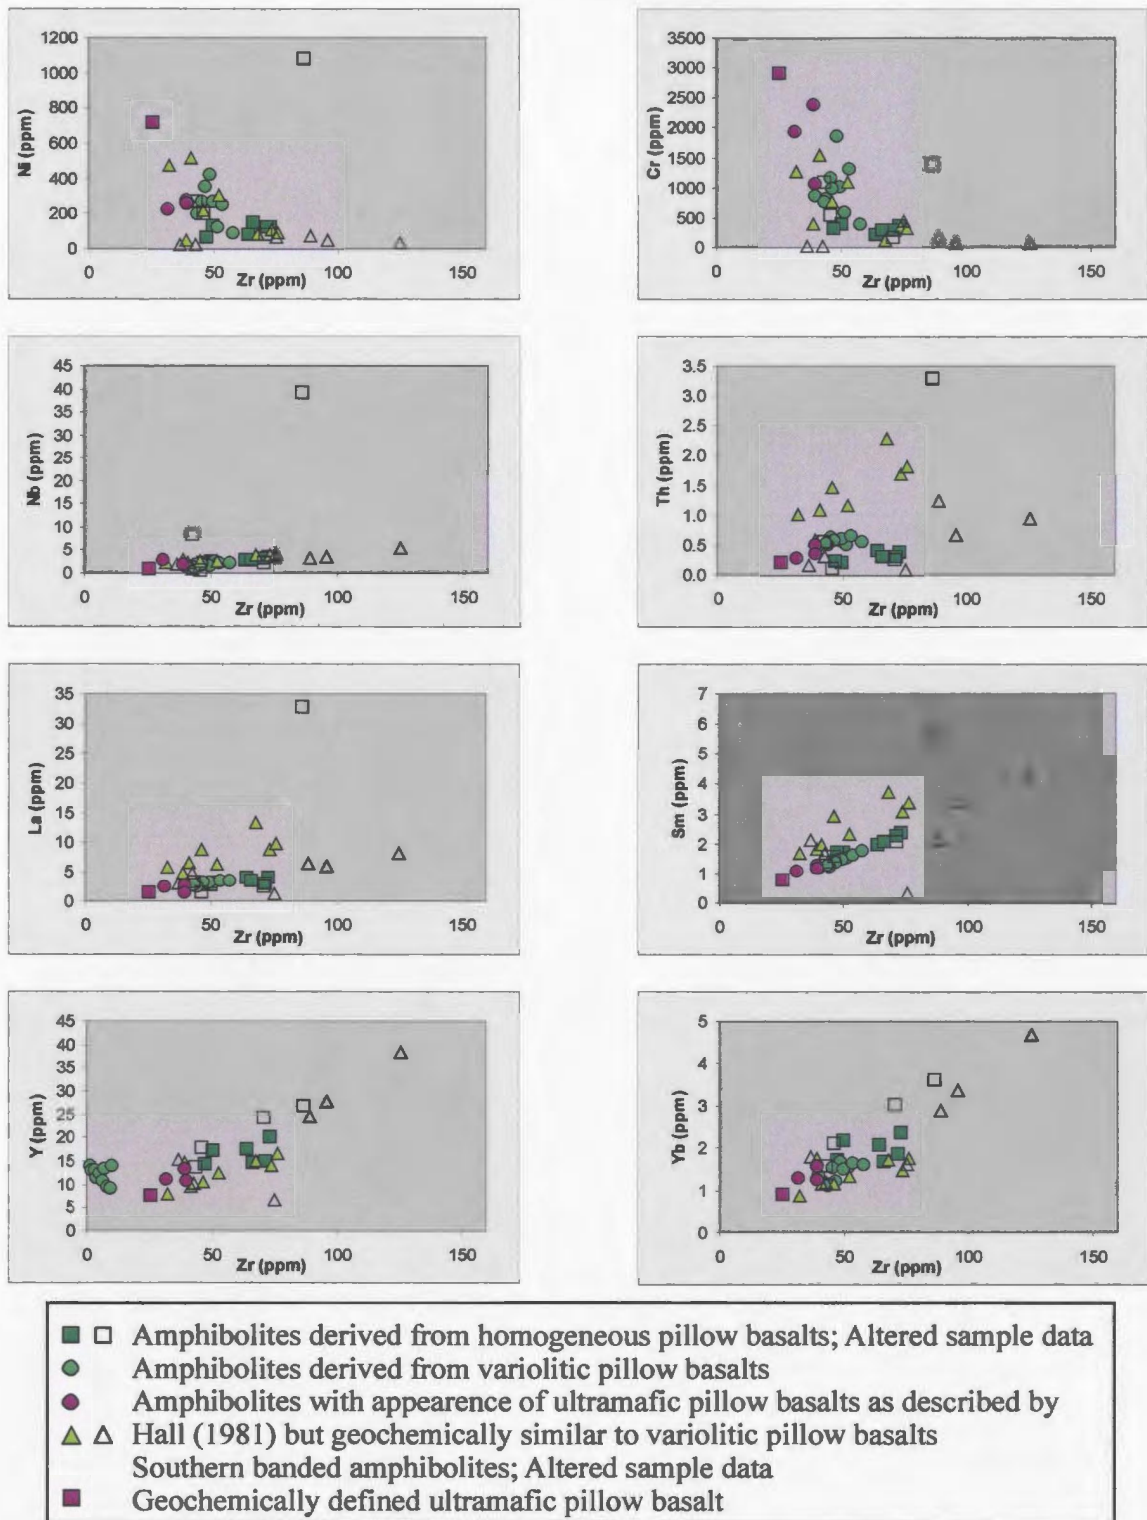 Ni (ppm)
1200
1000
800
600
400
200
0
0 50 100 150
Zr (ppm)
Cr (ppm)
3500
3000
2500
2000
1500
1000
500
0
0 50 100 150
Zr (ppm)
Nb (ppm)
45
40
35
30
25
20
15
10
5
0
0 50 100 150
Zr (ppm)
Th (ppm)
3.5
3.0
2.5
2.0
1.5
1.0
0.5
0.0
0 50 100 150
Zr (ppm)
La (ppm)
35
30
25
20
15
10
5
0
0 50 100 150
Zr (ppm)
Sm (ppm)
7
6
5
4
3
2
1
0
0 50 100 150
Zr (ppm)
Y (ppm)
45
40
35
30
25
20
15
10
5
0
0 50 100 150
Zr (ppm)
Yb (ppm)
5
4
3
2
1
0
0 50 100 150
Zr (ppm)
Amphibolites derived from homogeneous pillow basalts; Altered sample data
Amphibolites derived from variolitic pillow basalts
Amphibolites with appearence of ultramafic pillow basalts as described by
Hall (1981) but geochemically similar to variolitic pillow basalts
Southern banded amphibolites; Altered sample data
Geochemically defined ultramafic pillow basalt